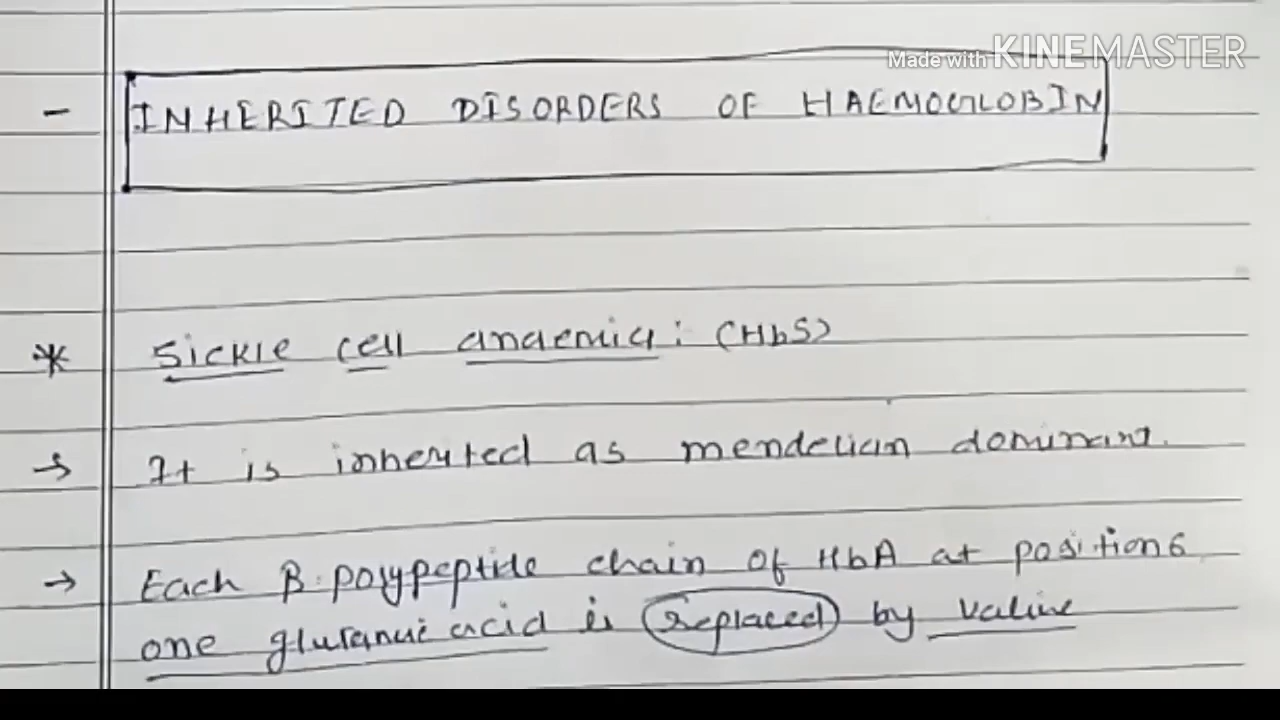 Made with KINEMASTER
- INHERITED DISORDERS OF HAEMOGLOBIN
* Sickle cell anaemia: (HbS)
→ It is inherited as mendelian dominant.
→ Each β polypeptide chain of HbA at position 6
one glutamic acid is replaced by valine